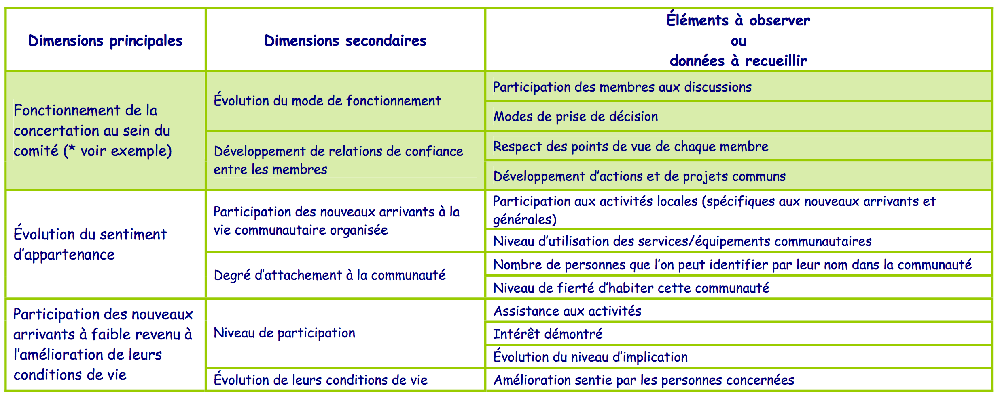 Dimensions principales
Dimensions secondaires
Éléments à observer
ou
données à recueillir
Fonctionnement de la
concertation au sein du
comité (* voir exemple)
Évolution du mode de fonctionnement
Participation des membres aux discussions
Modes de prise de décision
Développement de relations de confiance
entre les membres
Respect des points de vue de chaque membre
Développement d’actions et de projets communs
Évolution du sentiment
d’appartenance
Participation des nouveaux arrivants à la
vie communautaire organisée
Participation aux activités locales (spécifiques aux nouveaux arrivants et
générales)
Niveau d’utilisation des services/équipements communautaires
Degré d’attachement à la communauté
Nombre de personnes que l’on peut identifier par leur nom dans la communauté
Niveau de fierté d’habiter cette communauté
Participation des nouveaux
arrivants à faible revenu à
l’amélioration de leurs
conditions de vie
Niveau de participation
Assistance aux activités
Intérêt démontré
Évolution du niveau d’implication
Évolution de leurs conditions de vie
Amélioration sentie par les personnes concernées